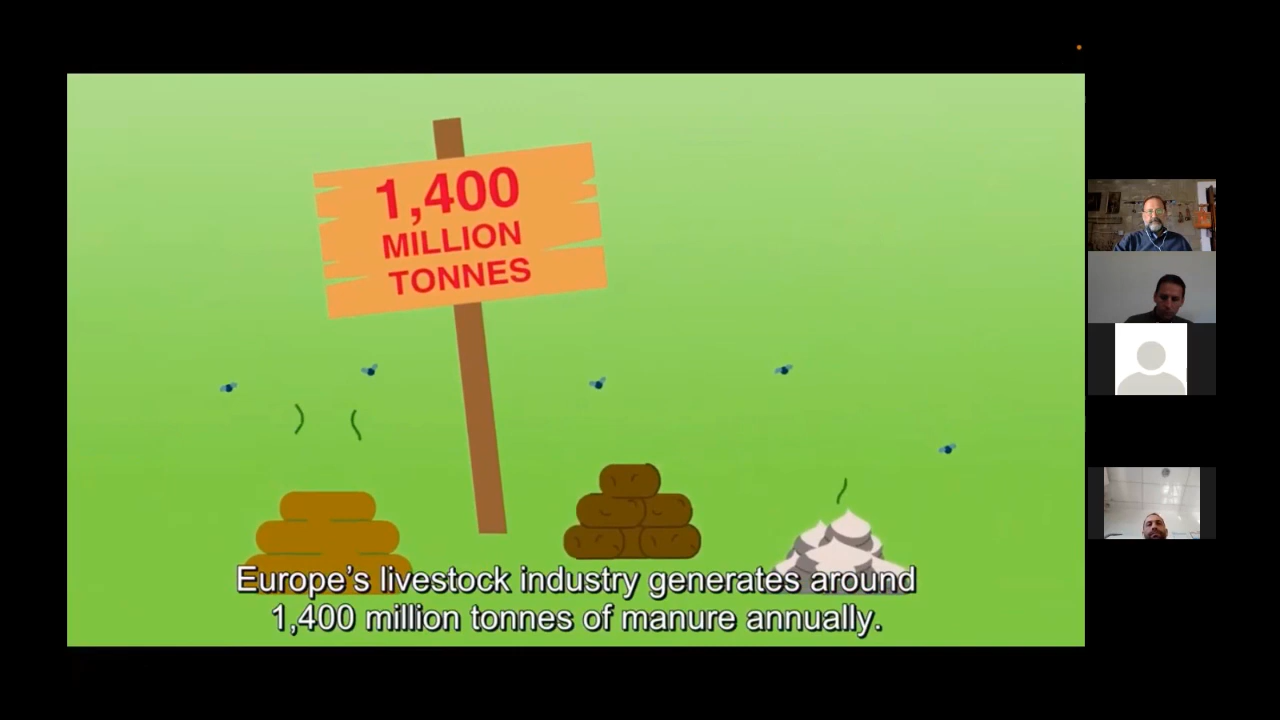 1,400
MILLION
TONNES
Europe's livestock industry generates around
1,400 million tonnes of manure annually.